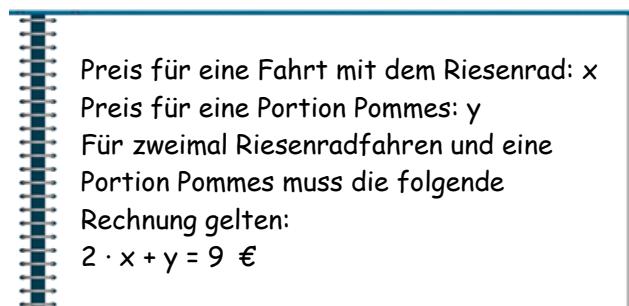 Preis für eine Fahrt mit dem Riesenrad: x
Preis für eine Portion Pommes: y
Für zweimal Riesenradfahren und eine
Portion Pommes muss die folgende
Rechnung gelten:
2 · x + y = 9 €